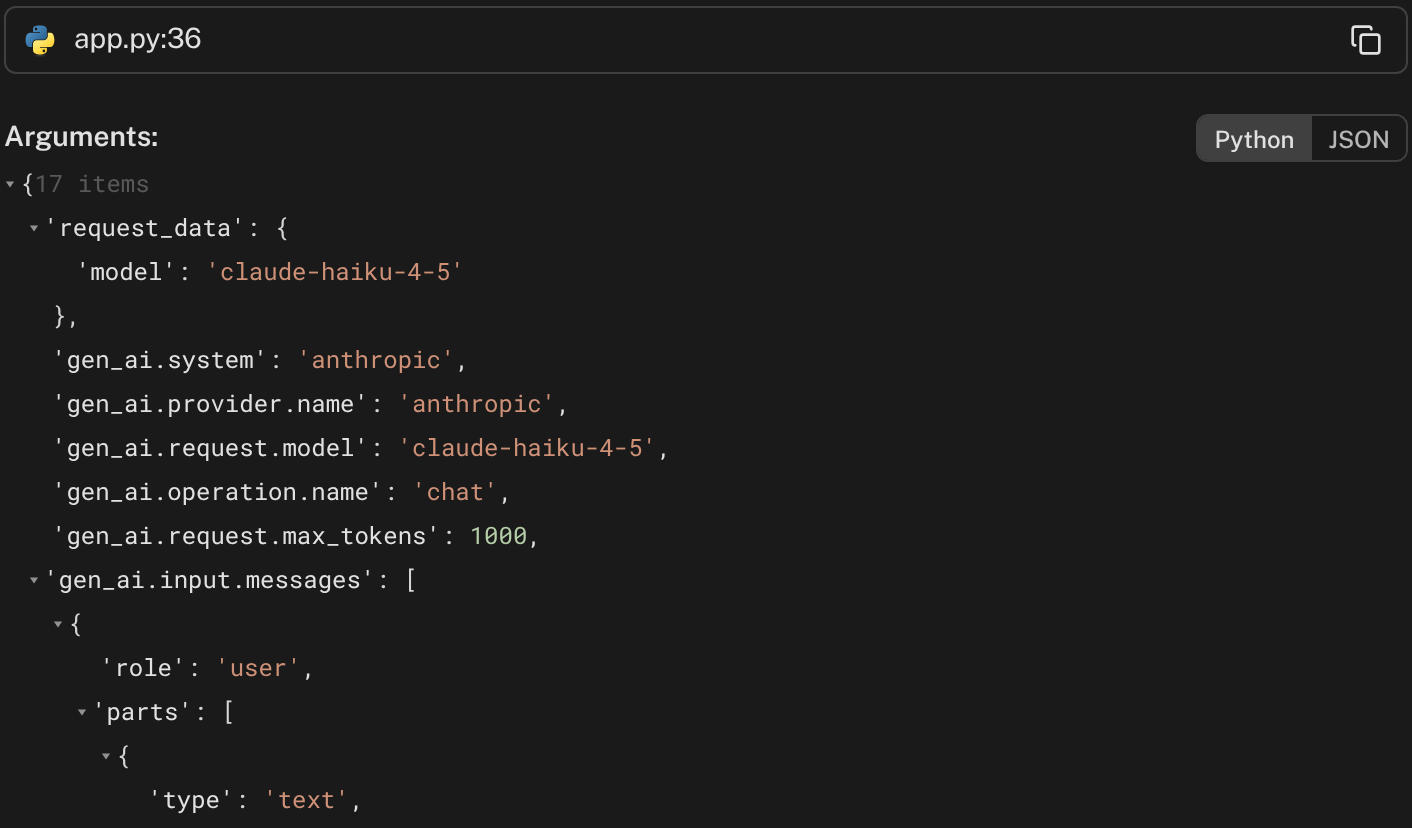 app.py:36
Arguments:
Python JSON
{17 items
'request_data': {
'model': 'claude-haiku-4-5'
},
'gen_ai.system': 'anthropic',
'gen_ai.provider.name': 'anthropic',
'gen_ai.request.model': 'claude-haiku-4-5',
'gen_ai.operation.name': 'chat',
'gen_ai.request.max_tokens': 1000,
'gen_ai.input.messages': [
{
'role': 'user',
'parts': [
{
'type': 'text',